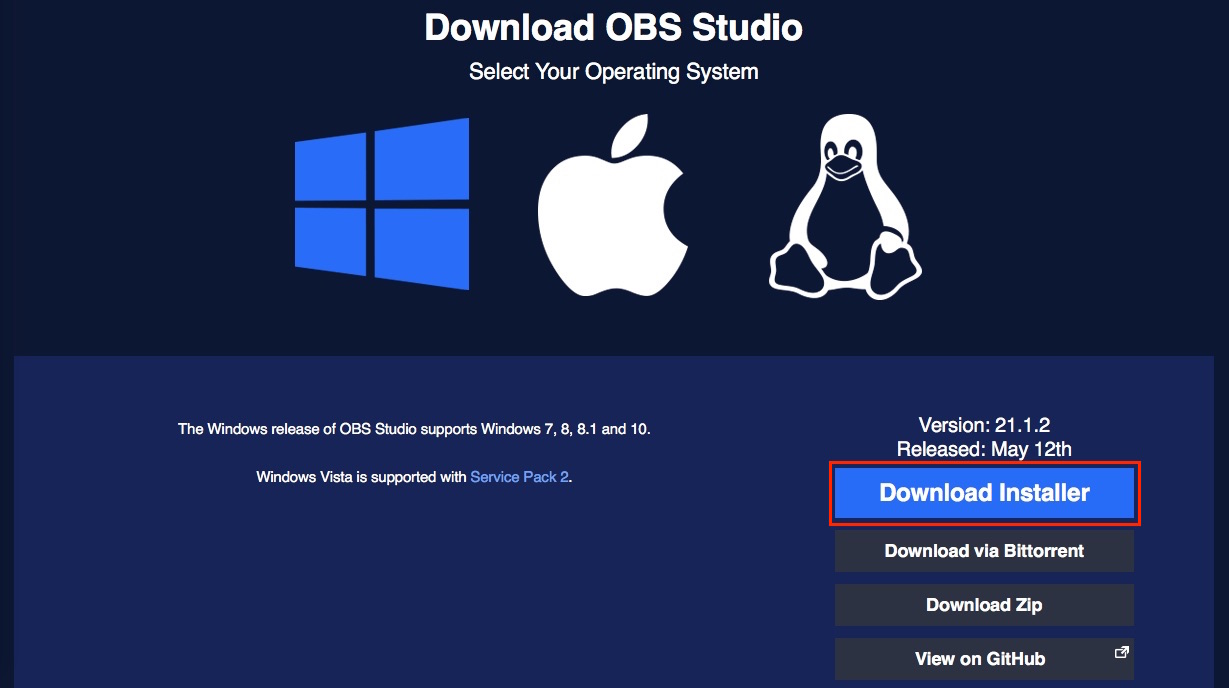 Download OBS Studio
Select Your Operating System
The Windows release of OBS Studio supports Windows 7, 8, 8.1 and 10.
Windows Vista is supported with Service Pack 2.
Version: 21.1.2
Released: May 12th
Download Installer
Download via Bittorrent
Download Zip
View on GitHub